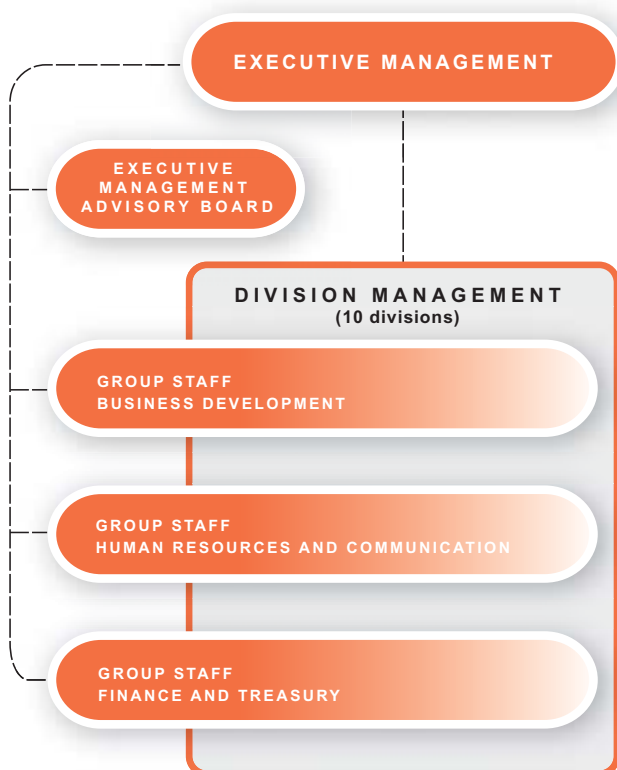 EXECUTIVE MANAGEMENT
EXECUTIVE
MANAGEMENT
ADVISORY BOARD
DIVISION MANAGEMENT
(10 divisions)
GROUP STAFF
BUSINESS DEVELOPMENT
GROUP STAFF
HUMAN RESOURCES AND COMMUNICATION
GROUP STAFF
FINANCE AND TREASURY